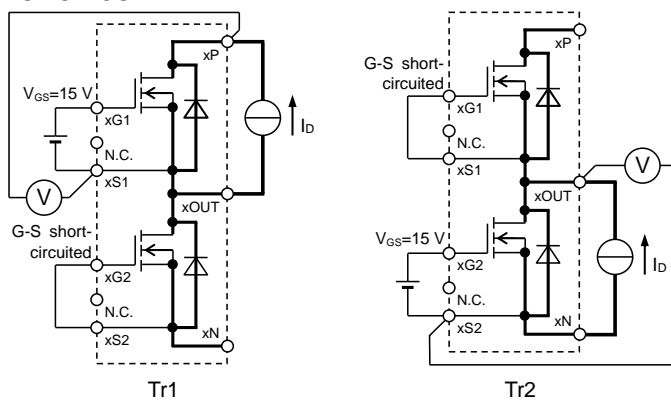 xP
V_GS=15 V
xG1
I_D
N.C.
xS1
V
xOUT
G-S short-
circuited
xG2
N.C.
xN
xS2
Tr1
xP
G-S short-
circuited
xG1
N.C.
xS1
V
xOUT
V_GS=15 V
xG2
I_D
N.C.
xN
xS2
Tr2